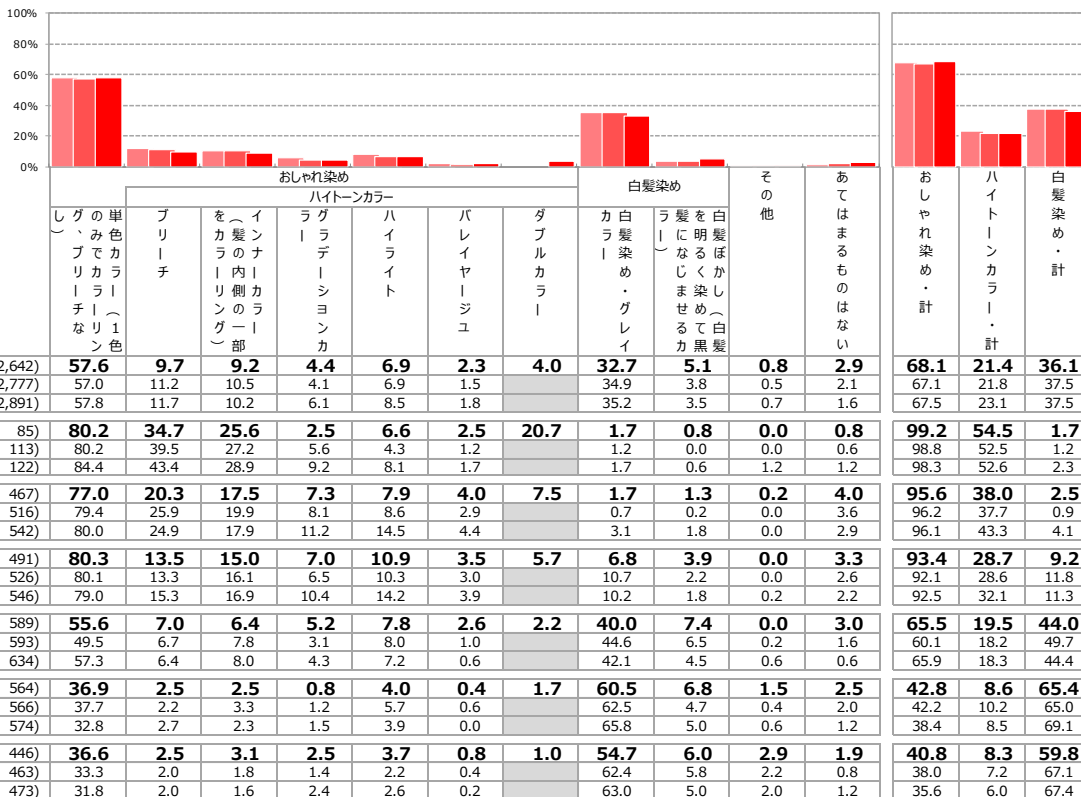 100%
80%
60%
40%
20%
0%
おしゃれ染め
ハイトーンカラー
白髪染め
単色カラー（1色のみでカラーリング、ブリーチなし）
ブリーチ
インナーカラー（髪の内側の一部をカラーリング）
グラデーションカラー
ハイライト
バレイヤージュ
ダブルカラー
白髪染め・グレイカラー
白髪ぼかし（白髪を明るく染めて黒髪になじませるカラー）
その他
あてはまるものはない
おしゃれ染め・計
ハイトーンカラー・計
白髪染め・計
2,642) 57.6 9.7 9.2 4.4 6.9 2.3 4.0 32.7 5.1 0.8 2.9 68.1 21.4 36.1
2,777) 57.0 11.2 10.5 4.1 6.9 1.5 34.9 3.8 0.5 2.1 67.1 21.8 37.5
2,891) 57.8 11.7 10.2 6.1 8.5 1.8 35.2 3.5 0.7 1.6 67.5 23.1 37.5
85) 80.2 34.7 25.6 2.5 6.6 2.5 20.7 1.7 0.8 0.0 0.8 99.2 54.5 1.7
113) 80.2 39.5 27.2 5.6 4.3 1.2 1.2 0.0 0.0 0.6 98.8 52.5 1.2
122) 84.4 43.4 28.9 9.2 8.1 1.7 1.7 0.6 1.2 1.2 98.3 52.6 2.3
467) 77.0 20.3 17.5 7.3 7.9 4.0 7.5 1.7 1.3 0.2 4.0 95.6 38.0 2.5
516) 79.4 25.9 19.9 8.1 8.6 2.9 0.7 0.2 0.0 3.6 96.2 37.7 0.9
542) 80.0 24.9 17.9 11.2 14.5 4.4 3.1 1.8 0.0 2.9 96.1 43.3 4.1
491) 80.3 13.5 15.0 7.0 10.9 3.5 5.7 6.8 3.9 0.0 3.3 93.4 28.7 9.2
526) 80.1 13.3 16.1 6.5 10.3 3.0 10.7 2.2 0.0 2.6 92.1 28.6 11.8
546) 79.0 15.3 16.9 10.4 14.2 3.9 10.2 1.8 0.2 2.2 92.5 32.1 11.3
589) 55.6 7.0 6.4 5.2 7.8 2.6 2.2 40.0 7.4 0.0 3.0 65.5 19.5 44.0
593) 49.5 6.7 7.8 3.1 8.0 1.0 44.6 6.5 0.2 1.6 60.1 18.2 49.7
634) 57.3 6.4 8.0 4.3 7.2 0.6 42.1 4.5 0.6 0.6 65.9 18.3 44.4
564) 36.9 2.5 2.5 0.8 4.0 0.4 1.7 60.5 6.8 1.5 2.5 42.8 8.6 65.4
566) 37.7 2.2 3.3 1.2 5.7 0.6 62.5 4.7 0.4 2.0 42.2 10.2 65.0
574) 32.8 2.7 2.3 1.5 3.9 0.0 65.8 5.0 0.6 1.2 38.4 8.5 69.1
446) 36.6 2.5 3.1 2.5 3.7 0.8 1.0 54.7 6.0 2.9 1.9 40.8 8.3 59.8
463) 33.3 2.0 1.8 1.4 2.2 0.4 62.4 5.8 2.2 0.8 38.0 7.2 67.1
473) 31.8 2.0 1.6 2.4 2.6 0.2 63.0 5.0 2.0 1.2 35.6 6.0 67.4